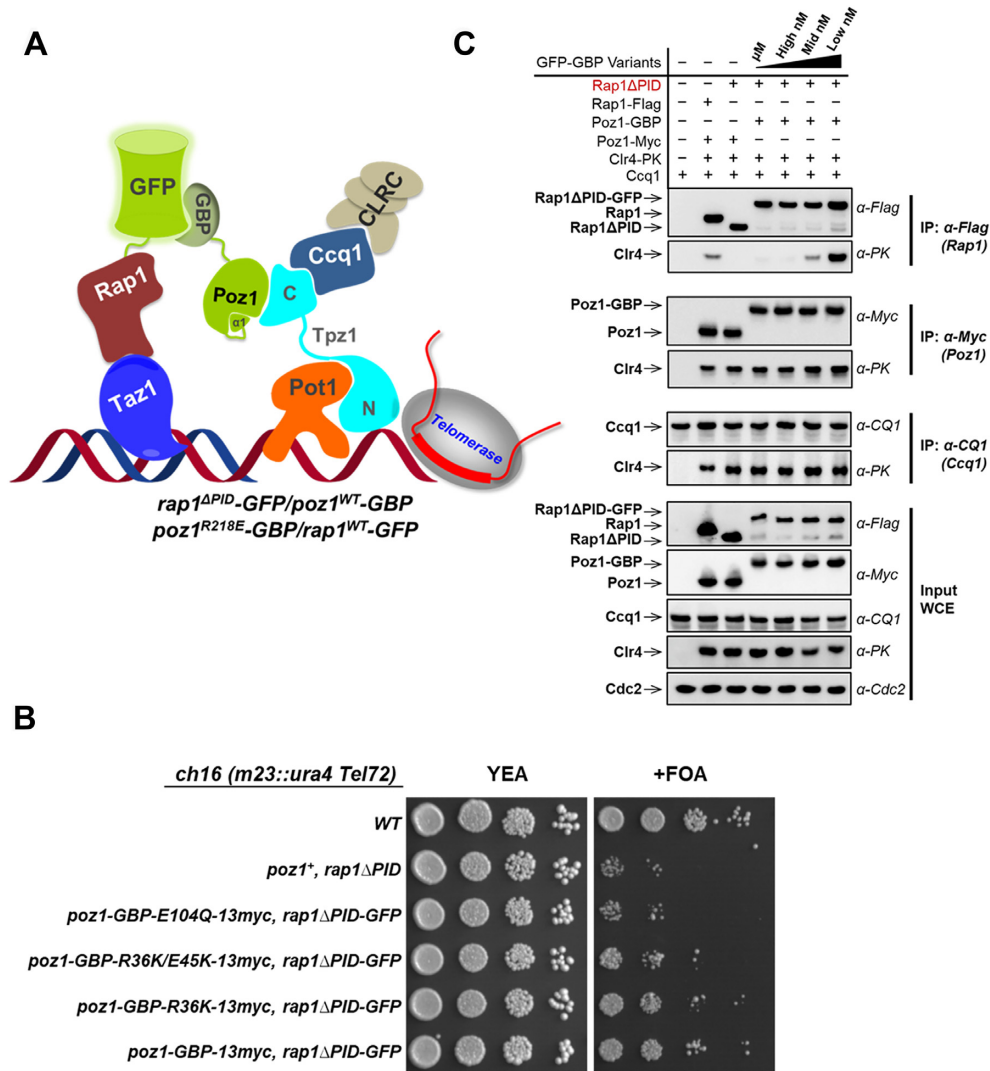 A
GFP
GBP
Rap1
Poz1
α1
C
Ccq1
CLRC
Tpz1
Taz1
Pot1
N
Telomerase
rap1ΔPID-GFP/poz1WT-GBP
poz1R218E-GBP/rap1WT-GFP
C
μM
High nM
Mid nM
Low nM
GFP-GBP Variants – – –
Rap1ΔPID – – + + + + +
Rap1-Flag – + – – – – –
Poz1-GBP – – – + + + +
Poz1-Myc – + + – – – –
Clr4-PK – + + + + + +
Ccq1 + + + + + + +
Rap1ΔPID-GFP
Rap1
Rap1ΔPID
α-Flag
Clr4
α-PK
IP: α-Flag
(Rap1)
Poz1-GBP
Poz1
α-Myc
Clr4
α-PK
IP: α-Myc
(Poz1)
Ccq1
α-CQ1
Clr4
α-PK
IP: α-CQ1
(Ccq1)
Rap1ΔPID-GFP
Rap1
Rap1ΔPID
α-Flag
Poz1-GBP
Poz1
α-Myc
Ccq1
α-CQ1
Clr4
α-PK
Cdc2
α-Cdc2
Input
WCE
B
ch16 (m23::ura4 Tel72)
YEA
+FOA
WT
poz1+, rap1ΔPID
poz1-GBP-E104Q-13myc, rap1ΔPID-GFP
poz1-GBP-R36K/E45K-13myc, rap1ΔPID-GFP
poz1-GBP-R36K-13myc, rap1ΔPID-GFP
poz1-GBP-13myc, rap1ΔPID-GFP